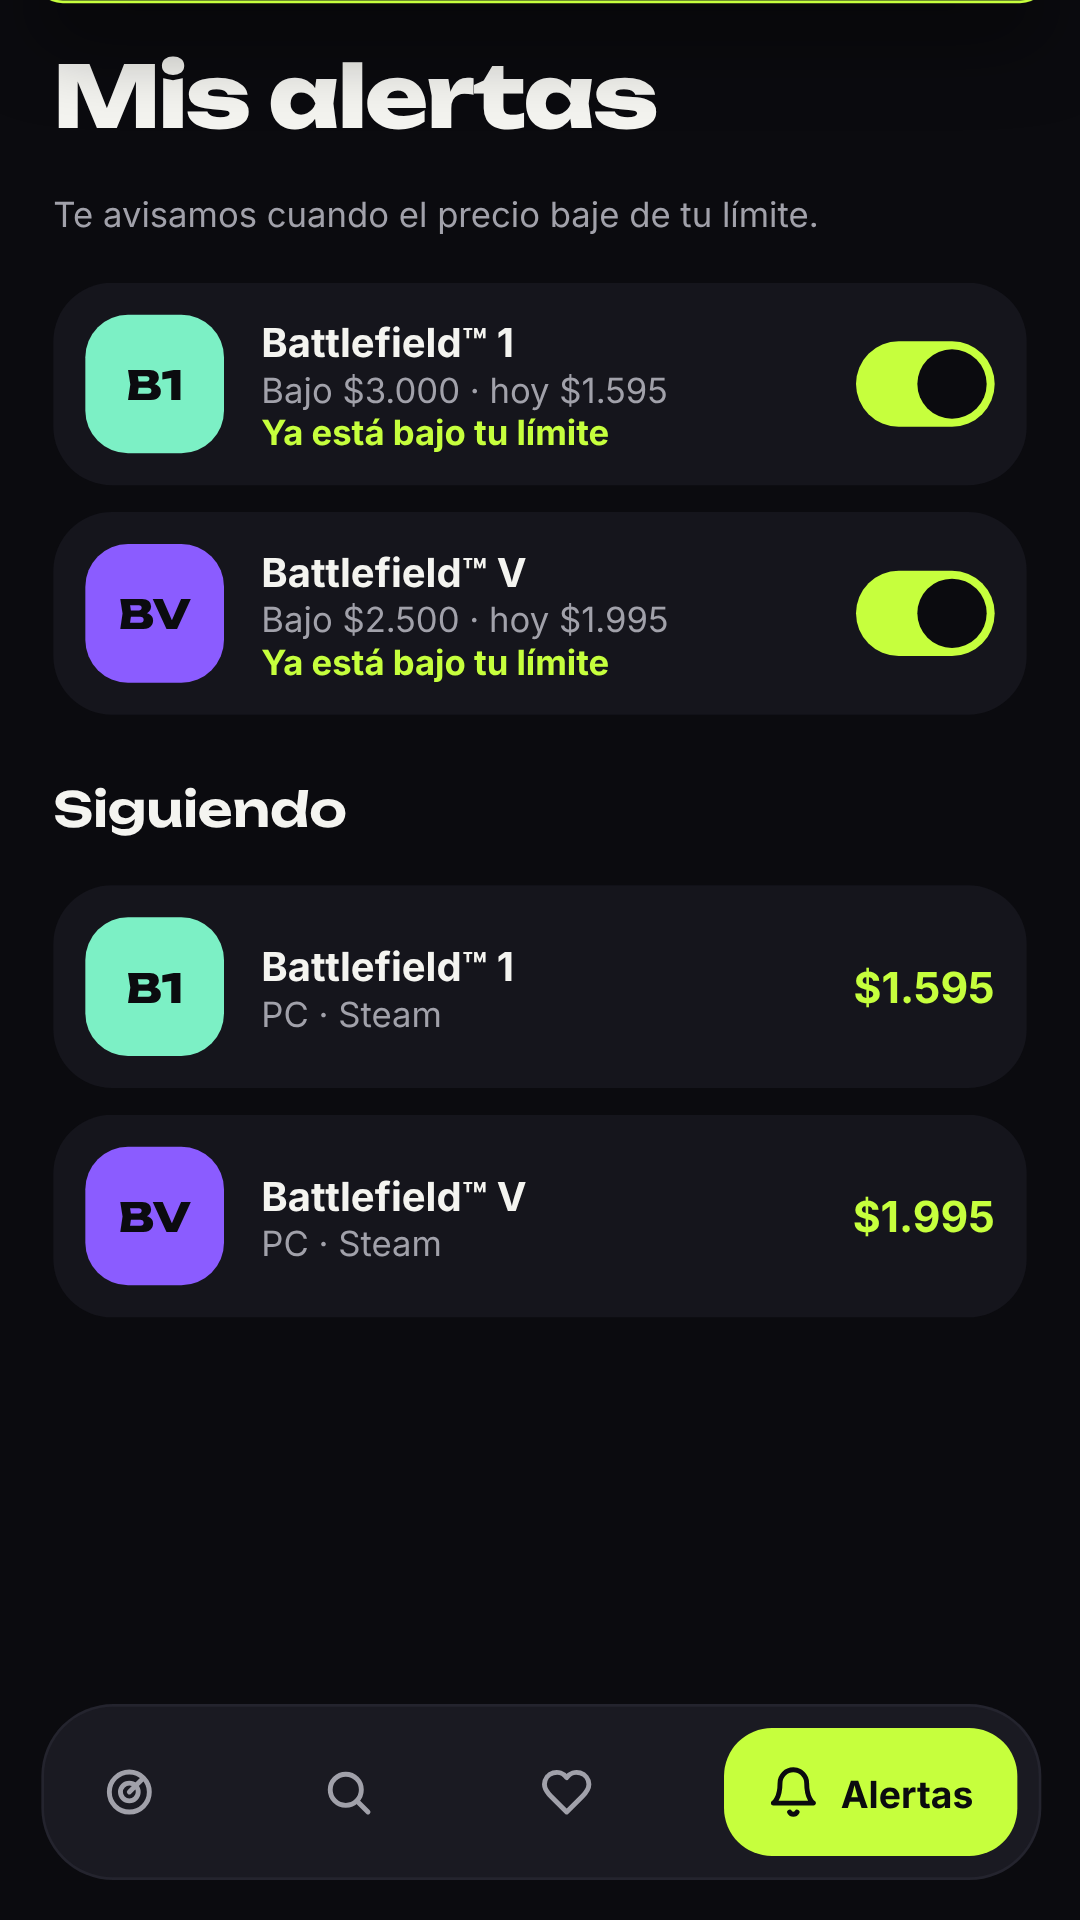 Mis alertas
Te avisamos cuando el precio baje de tu límite.
B1
Battlefield™ 1
Bajo $3.000 · hoy $1.595
Ya está bajo tu límite
BV
Battlefield™ V
Bajo $2.500 · hoy $1.995
Ya está bajo tu límite
Siguiendo
B1
Battlefield™ 1
PC · Steam
$1.595
BV
Battlefield™ V
PC · Steam
$1.995
Alertas